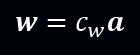 w = c_w a